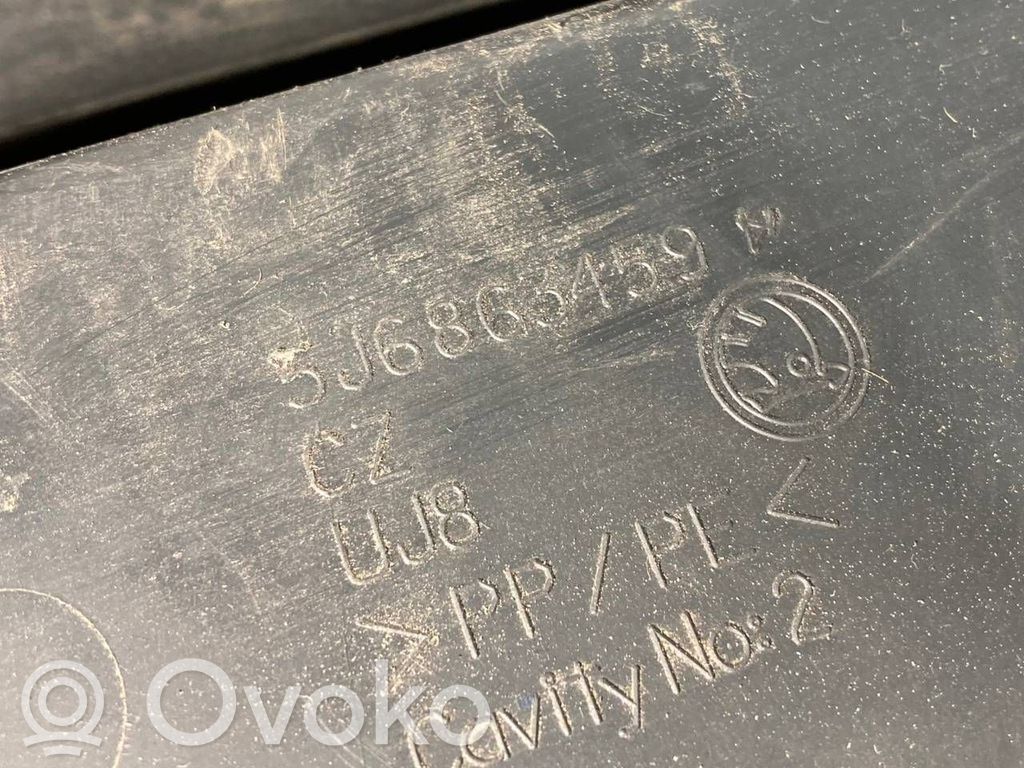 5J6863459
CZ
UJ8
>PP/PE<
Cavity No: 2
Ovoko